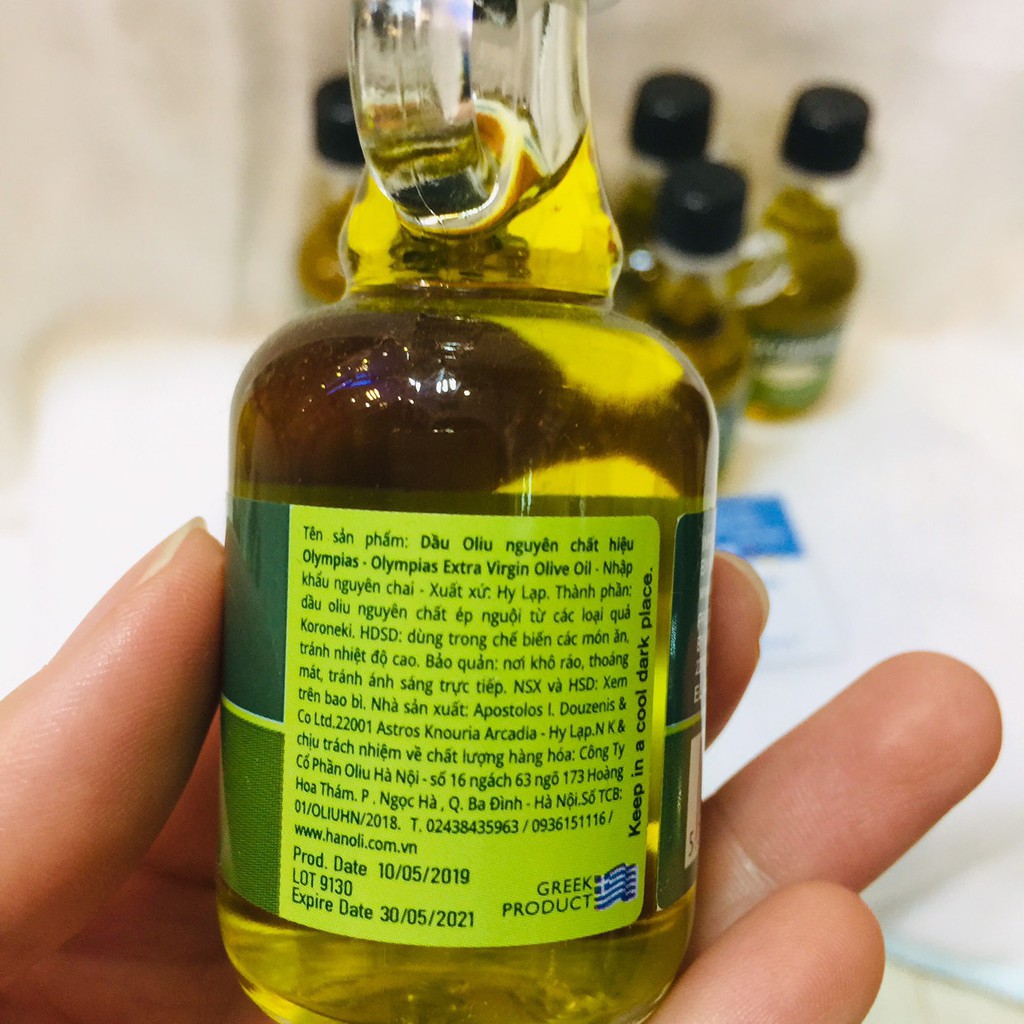 Tên sản phẩm: Dầu Oliu nguyên chất hiệu
Olympias - Olympias Extra Virgin Olive Oil - Nhập
khẩu nguyên chai - Xuất xứ: Hy Lạp. Thành phần:
dầu oliu nguyên chất ép nguội từ các loại quả
Koroneki. HDSD: dùng trong chế biến các món ăn,
tránh nhiệt độ cao. Bảo quản: nơi khô ráo, thoáng
mát, tránh ánh sáng trực tiếp. NSX và HSD: Xem
trên bao bì. Nhà sản xuất: Apostolos I. Douzenis &
Co Ltd.22001 Astros Knouria Arcadia - Hy Lạp.N K &
chịu trách nhiệm về chất lượng hàng hóa: Công Ty
Cổ Phần Oliu Hà Nội - số 16 ngách 63 ngõ 173 Hoàng
Hoa Thám. P . Ngọc Hà , Q. Ba Đình - Hà Nội.Số TCB:
01/OLIUHN/2018. T. 02438435963 / 0936151116 /
www.hanoli.com.vn
Prod. Date 10/05/2019
LOT 9130
Expire Date 30/05/2021
GREEK
PRODUCT
Keep in a cool dark place.